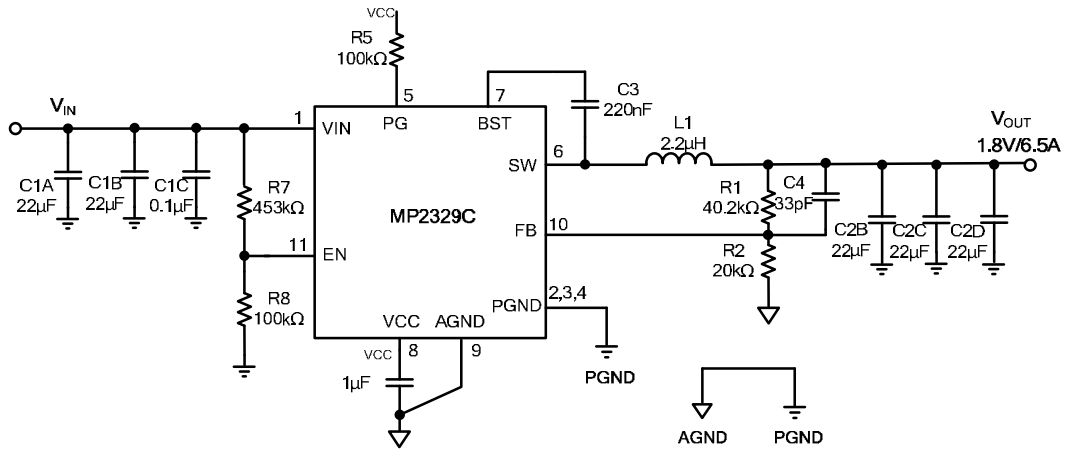 VCC
R5
100kΩ
5
7
C3
220nF
VIN
1
VIN
PG
BST
L1
2.2μH
VOUT
1.8V/6.5A
6
SW
C1A
22μF
C1B
22μF
C1C
0.1μF
R7
453kΩ
MP2329C
R1
40.2kΩ
C4
33pF
FB
10
C2B
22μF
C2C
22μF
C2D
22μF
11
EN
R2
20kΩ
R8
100kΩ
PGND
2,3,4
VCC
AGND
VCC
8
9
1μF
PGND
AGND
PGND